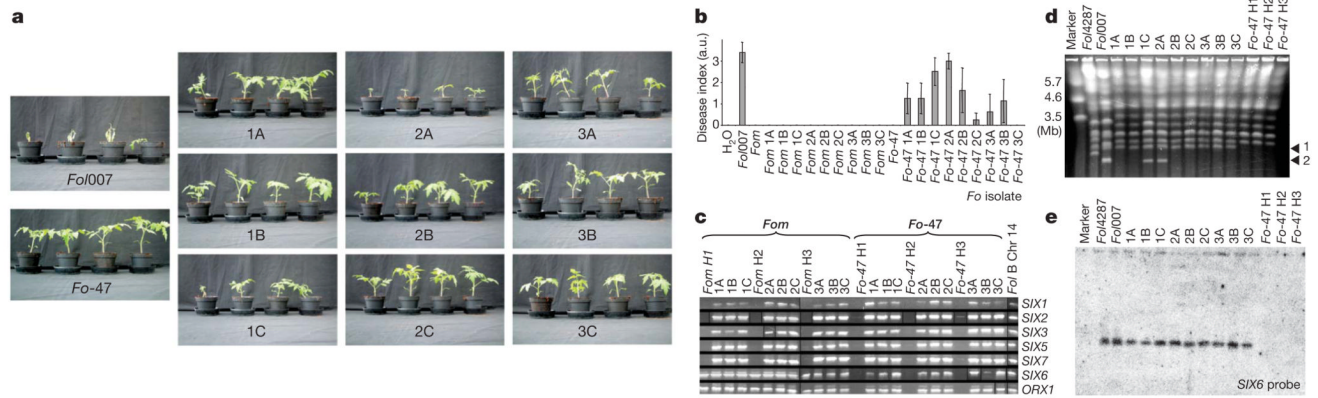 a
Fol007
Fo-47
1A
2A
3A
1B
2B
3B
1C
2C
3C
b
Disease index (a.u.)
3
2
1
0
H2O
Fol007
Fom
Fom 1A
Fom 1B
Fom 1C
Fom 2A
Fom 2B
Fom 2C
Fom 3A
Fom 3B
Fom 3C
Fo-47
Fo-47 1A
Fo-47 1B
Fo-47 1C
Fo-47 2A
Fo-47 2B
Fo-47 2C
Fo-47 3A
Fo-47 3B
Fo-47 3C
Fo isolate
c
Fom
Fo-47
Fom H1
1A
1B
1C
Fom H2
2A
2B
2C
Fom H3
3A
3B
3C
Fo-47 H1
1A
1B
1C
Fo-47 H2
2A
2B
2C
Fo-47 H3
3A
3B
3C
Fol B Chr 14
SIX1
SIX2
SIX3
SIX5
SIX7
SIX6
ORX1
d
Marker
Fol4287
Fol007
1A
1B
1C
2A
2B
2C
3A
3B
3C
Fo-47 H1
Fo-47 H2
Fo-47 H3
5.7
4.6
3.5
(Mb)
1
2
e
Marker
Fol4287
Fol007
1A
1B
1C
2A
2B
2C
3A
3B
3C
Fo-47 H1
Fo-47 H2
Fo-47 H3
SIX6 probe